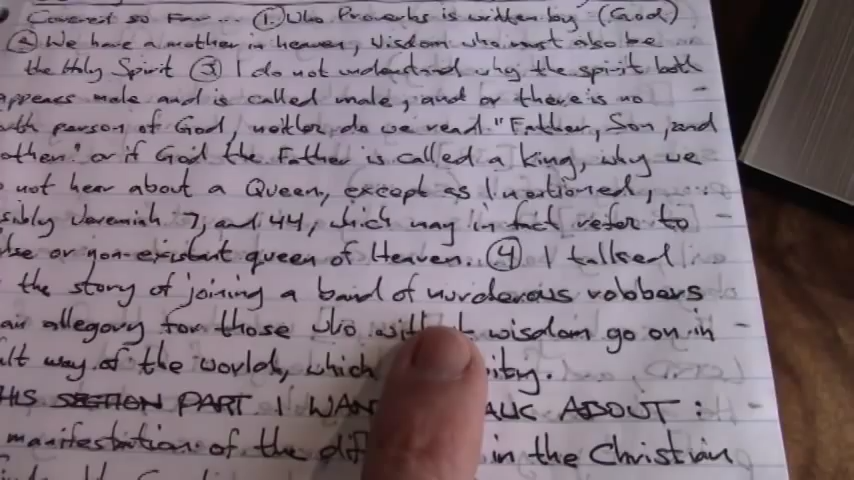 Covered so Far... ① Who Proverbs is written by (God)
② We have a mother in heaven, Wisdom who must also be
the Holy Spirit ③ I do not understand why the spirit both
appears male and is called male, and or there is no
person of God, neither do we read "Father, Son, and
other" or if God the Father is called a King, why we
not hear about a Queen, except as I mentioned,
sibly Jeremiah 7, and 44, which may in fact refer to
lse or non-existant queen of Heaven. ④ I talked
the story of joining a band of murderous robbers
an allegory for those who wisdom go on in
way of the world, which
HIS SECTION PART I WAN ALK ABOUT:
manifestation of the dif in the Christian